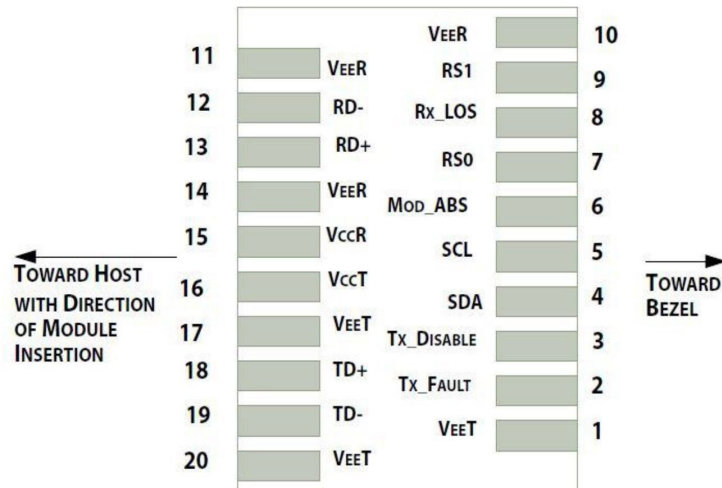 11 VEER
12 RD-
13 RD+
14 VEER
15 VCCR
16 VCCT
17 VEET
18 TD+
19 TD-
20 VEET
VEER 10
RS1 9
RX_LOS 8
RS0 7
MOD_ABS 6
SCL 5
SDA 4
TX_DISABLE 3
TX_FAULT 2
VEET 1
TOWARD HOST
WITH DIRECTION
OF MODULE
INSERTION
TOWARD
BEZEL